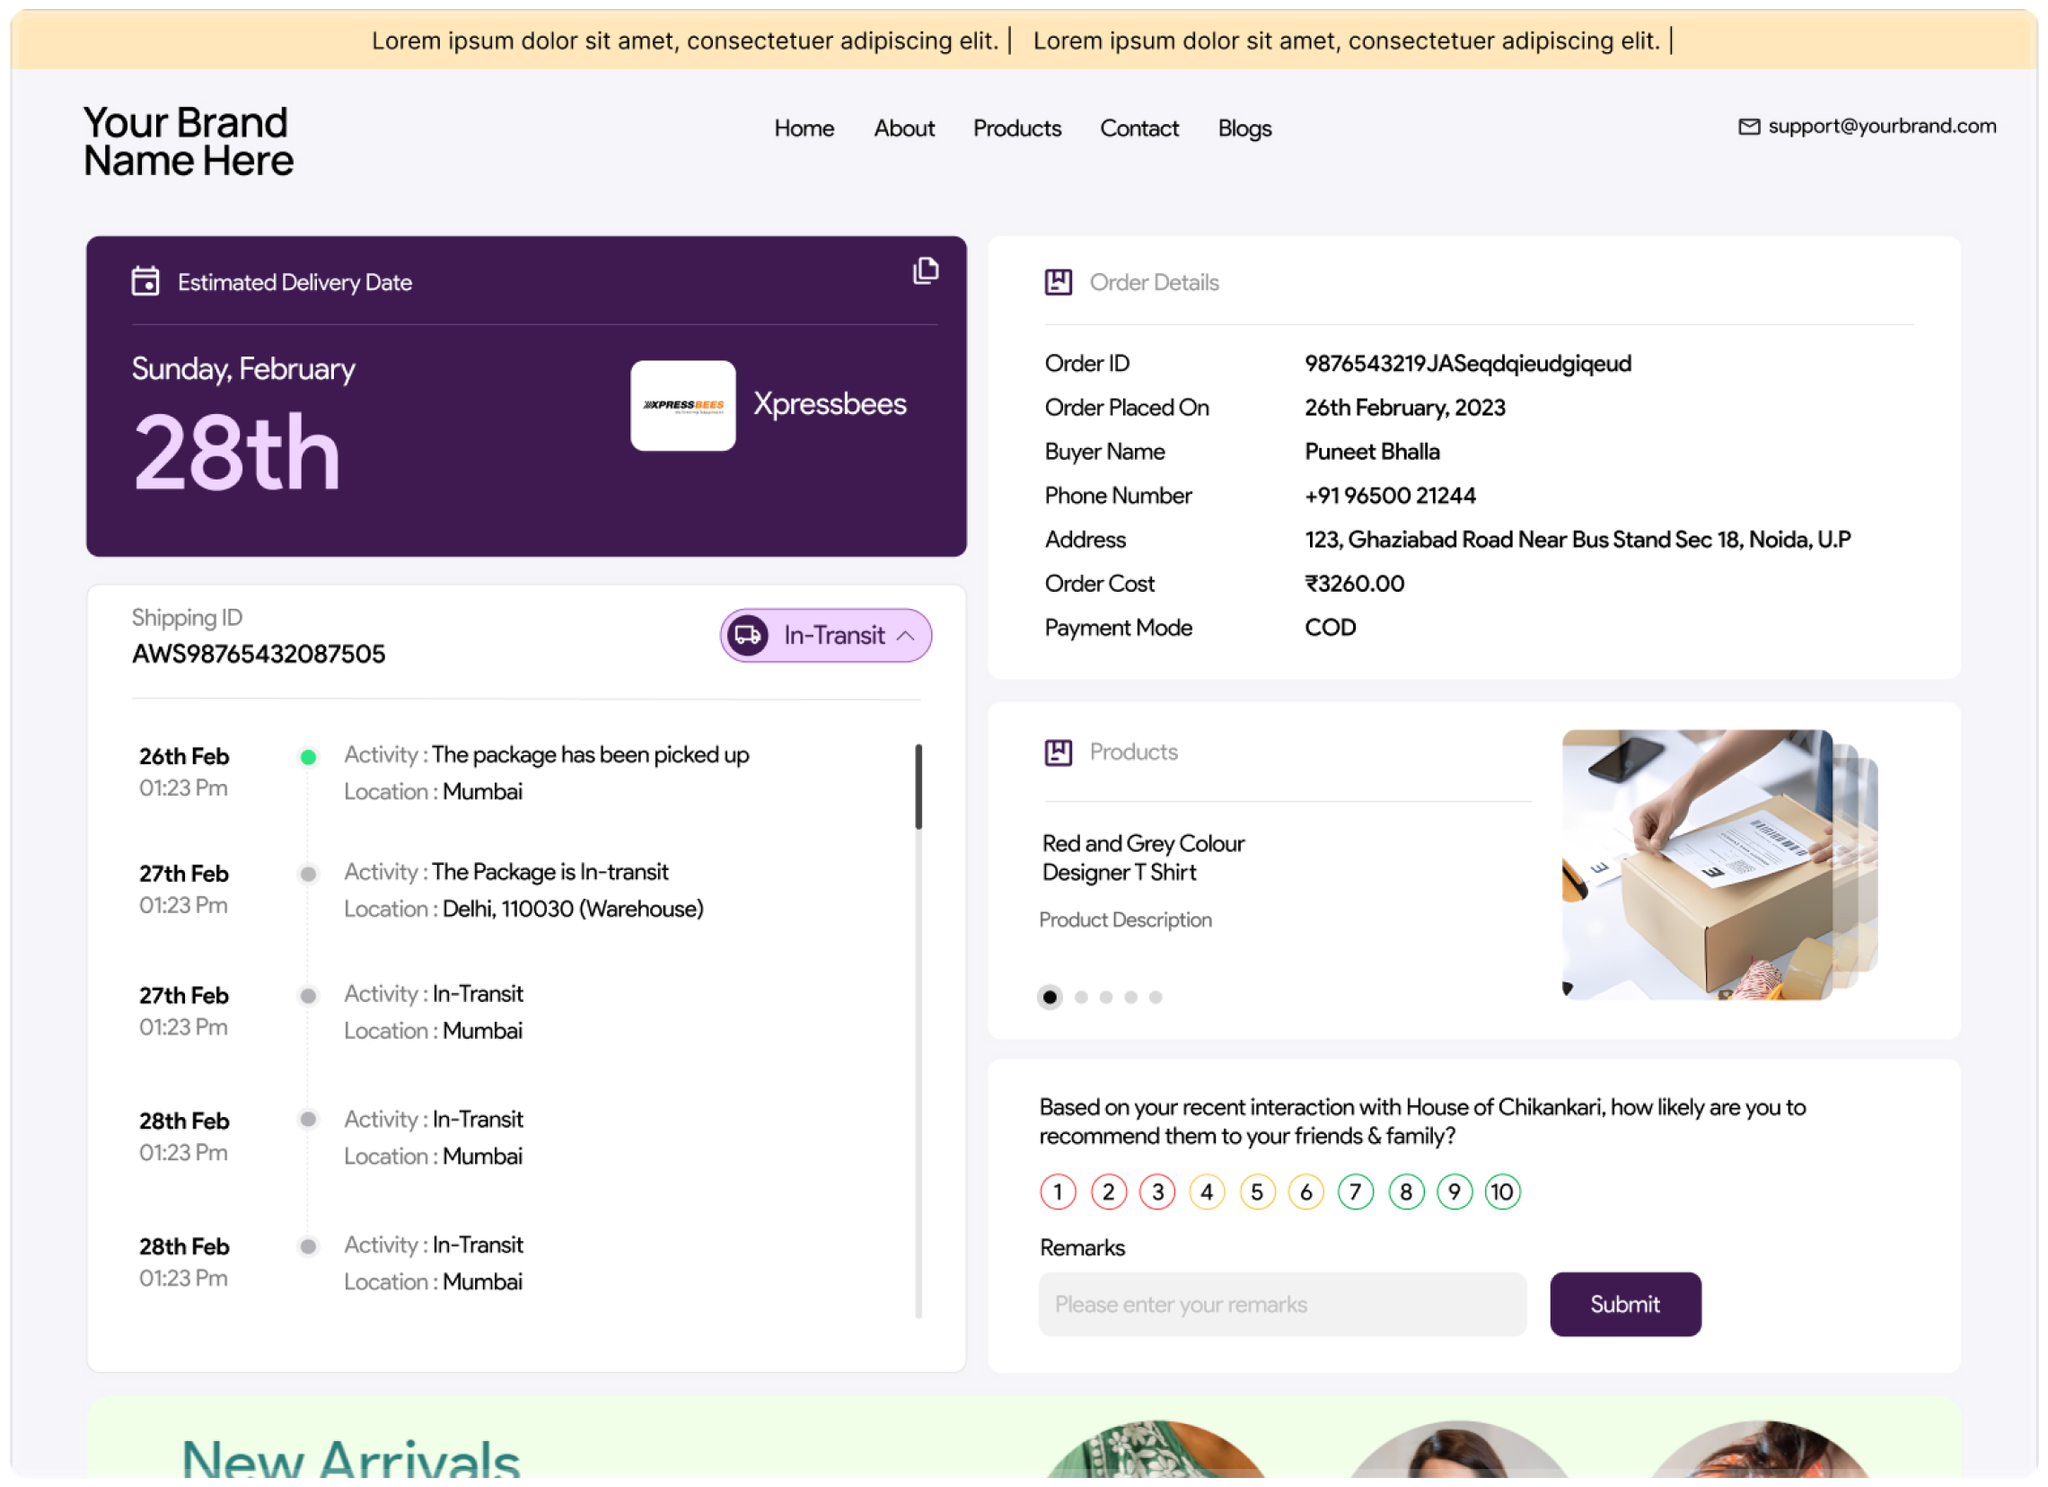 Lorem ipsum dolor sit amet, consectetuer adipiscing elit. | Lorem ipsum dolor sit amet, consectetuer adipiscing elit. |
Your Brand
Name Here
Home About Products Contact Blogs
support@yourbrand.com
Estimated Delivery Date
Sunday, February
28th
XPRESSBEES
Xpressbees
Shipping ID
AWS98765432087505
In-Transit
26th Feb
01:23 Pm
Activity : The package has been picked up
Location : Mumbai
27th Feb
01:23 Pm
Activity : The Package is In-transit
Location : Delhi, 110030 (Warehouse)
27th Feb
01:23 Pm
Activity : In-Transit
Location : Mumbai
28th Feb
01:23 Pm
Activity : In-Transit
Location : Mumbai
28th Feb
01:23 Pm
Activity : In-Transit
Location : Mumbai
Order Details
Order ID 9876543219JASeqdqieudgiqeud
Order Placed On 26th February, 2023
Buyer Name Puneet Bhalla
Phone Number +91 96500 21244
Address 123, Ghaziabad Road Near Bus Stand Sec 18, Noida, U.P
Order Cost ₹3260.00
Payment Mode COD
Products
Red and Grey Colour
Designer T Shirt
Product Description
Based on your recent interaction with House of Chikankari, how likely are you to
recommend them to your friends & family?
1 2 3 4 5 6 7 8 9 10
Remarks
Please enter your remarks
Submit
New Arrivals